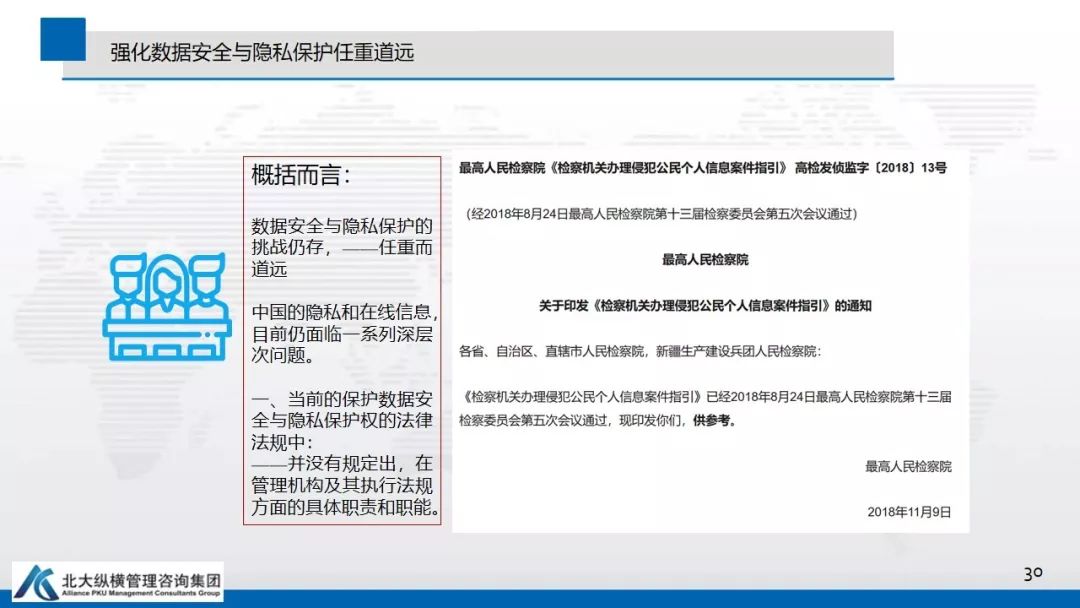 强化数据安全与隐私保护任重道远
概括而言：
数据安全与隐私保护的
挑战仍存，——任重而
道远
中国的隐私和在线信息，
目前仍面临一系列深层
次问题。
一、当前的保护数据安
全与隐私保护权的法律
法规中：
——并没有规定出，在
管理机构及其执行法规
方面的具体职责和职能。
最高人民检察院《检察机关办理侵犯公民个人信息案件指引》 高检发侦监字〔2018〕13号
（经2018年8月24日最高人民检察院第十三届检察委员会第五次会议通过）
最高人民检察院
关于印发《检察机关办理侵犯公民个人信息案件指引》的通知
各省、自治区、直辖市人民检察院，新疆生产建设兵团人民检察院：
《检察机关办理侵犯公民个人信息案件指引》已经2018年8月24日最高人民检察院第十三届
检察委员会第五次会议通过，现印发你们，供参考。
最高人民检察院
2018年11月9日
北大纵横管理咨询集团
Alliance PKU Management Consultants Group
30